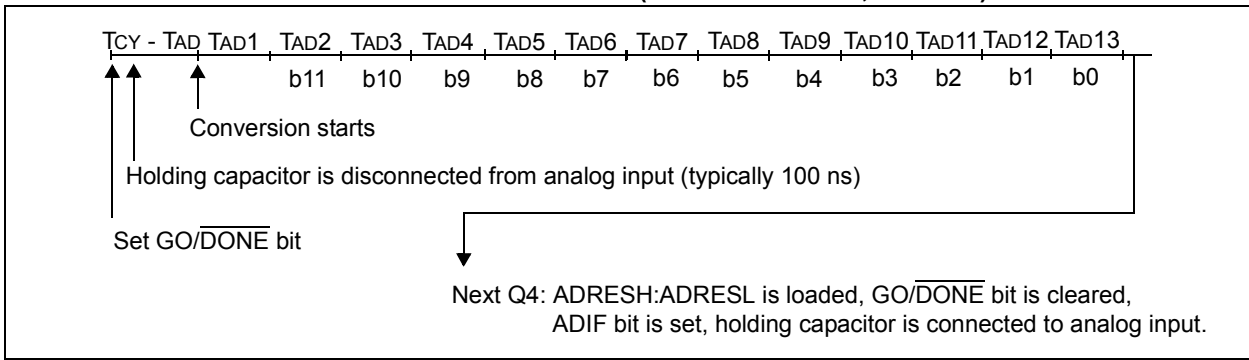 TCY - TAD TAD1 TAD2 TAD3 TAD4 TAD5 TAD6 TAD7 TAD8 TAD9 TAD10 TAD11 TAD12 TAD13
b11 b10 b9 b8 b7 b6 b5 b4 b3 b2 b1 b0
Conversion starts
Holding capacitor is disconnected from analog input (typically 100 ns)
Set GO/DONE bit
Next Q4: ADRESH:ADRESL is loaded, GO/DONE bit is cleared,
ADIF bit is set, holding capacitor is connected to analog input.